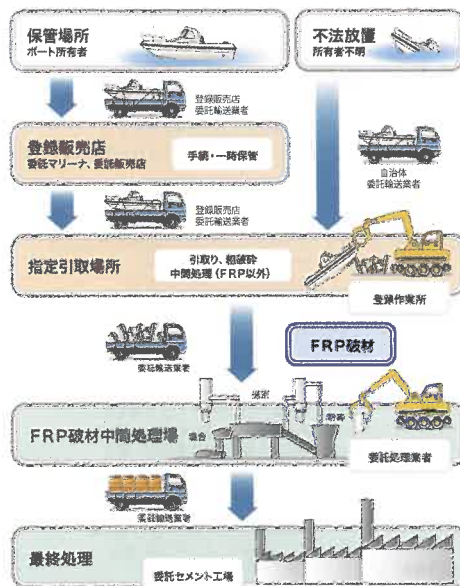 保管場所
ボート所有者
不法放置
所有者不明
登録販売店
委託輸送業者
登録販売店
委託マリーナ、委託販売店
手続・一時保管
登録販売店
委託輸送業者
自治体
委託輸送業者
指定引取場所
引取り、粗破砕
中間処理(FRP以外)
登録作業所
FRP破材
委託輸送業者
選別
粉砕
混合
FRP破材中間処理場
委託処理業者
委託輸送業者
最終処理
委託セメント工場